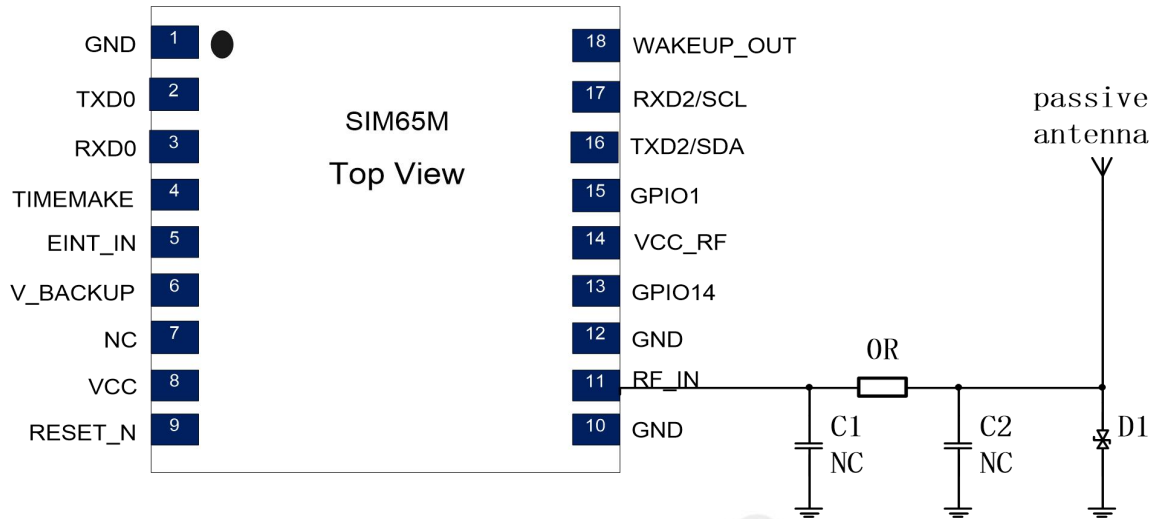 GND 1
TXD0 2
RXD0 3
TIMEMAKE 4
EINT_IN 5
V_BACKUP 6
NC 7
VCC 8
RESET_N 9
SIM65M
Top View
18 WAKEUP_OUT
17 RXD2/SCL
16 TXD2/SDA
15 GPIO1
14 VCC_RF
13 GPIO14
12 GND
11 RF_IN
10 GND
0R
C1
NC
C2
NC
passive
antenna
D1